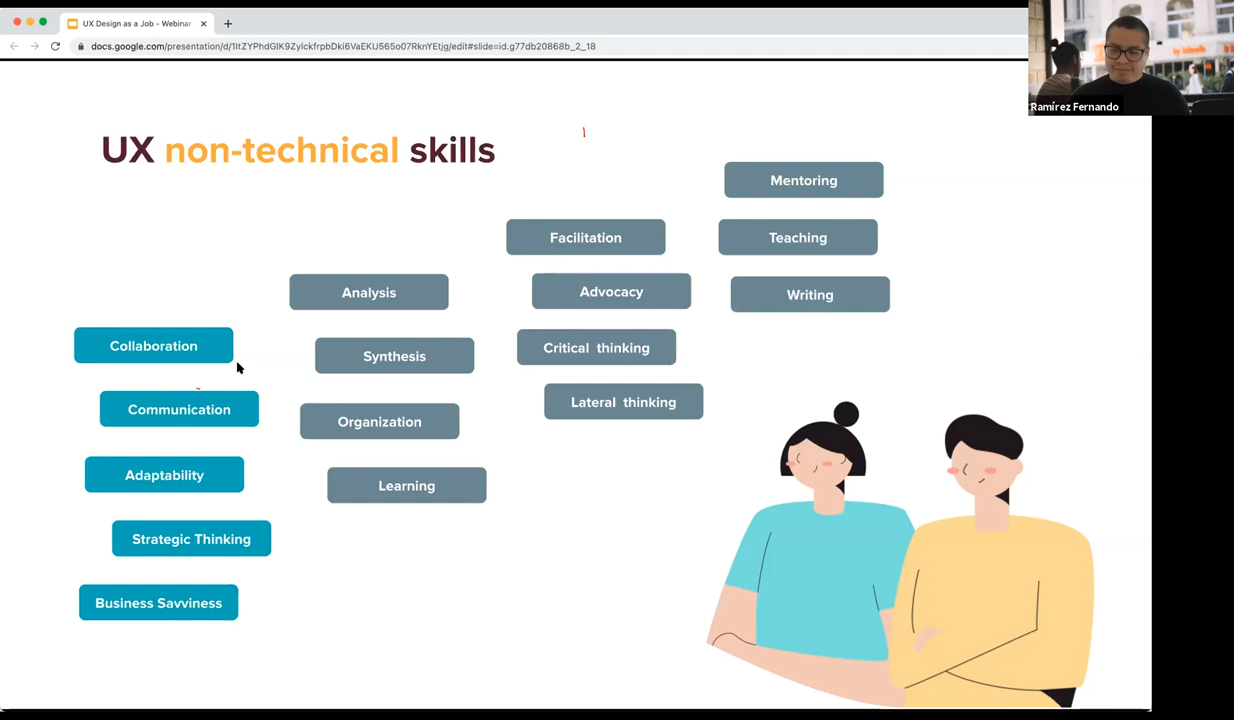 UX Design as a Job - Webinar
docs.google.com/presentation/d/1ltZYPhdGlK9ZylckfrpbDki6VaEKU565o07RknYEtjg/edit#slide=id.g77db20868b_2_18
Ramírez Fernando
UX non-technical skills
Collaboration
Communication
Adaptability
Strategic Thinking
Business Savviness
Analysis
Synthesis
Organization
Learning
Facilitation
Advocacy
Critical thinking
Lateral thinking
Mentoring
Teaching
Writing